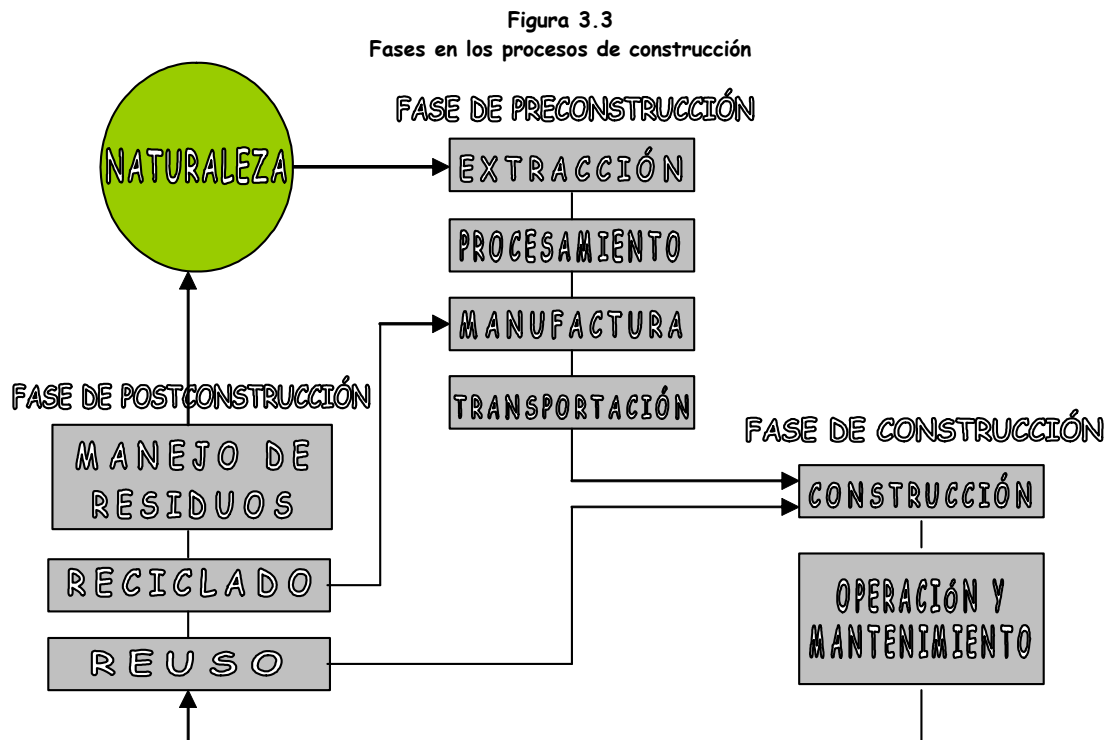 Figura 3.3
Fases en los procesos de construcción
FASE DE PRECONSTRUCCIÓN
NATURALEZA
EXTRACCIÓN
PROCESAMIENTO
MANUFACTURA
TRANSPORTACIÓN
FASE DE POSTCONSTRUCCIÓN
MANEJO DE
RESIDUOS
RECICLADO
REUSO
FASE DE CONSTRUCCIÓN
CONSTRUCCIÓN
OPERACIóN Y
MANTENIMIENTO